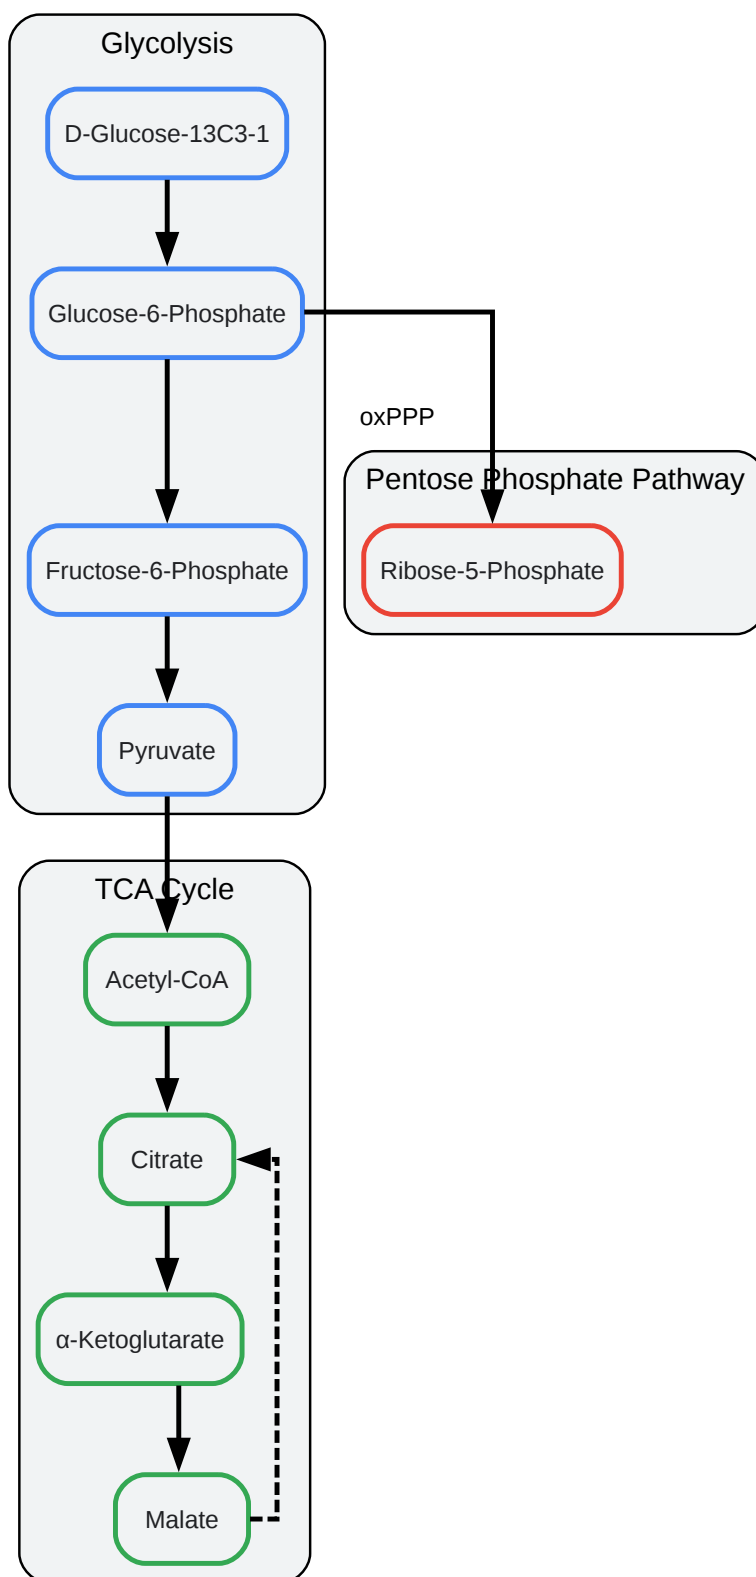 Glycolysis
D-Glucose-13C3-1
Glucose-6-Phosphate
oxPPP
Pentose Phosphate Pathway
Fructose-6-Phosphate
Ribose-5-Phosphate
Pyruvate
TCA Cycle
Acetyl-CoA
Citrate
α-Ketoglutarate
Malate